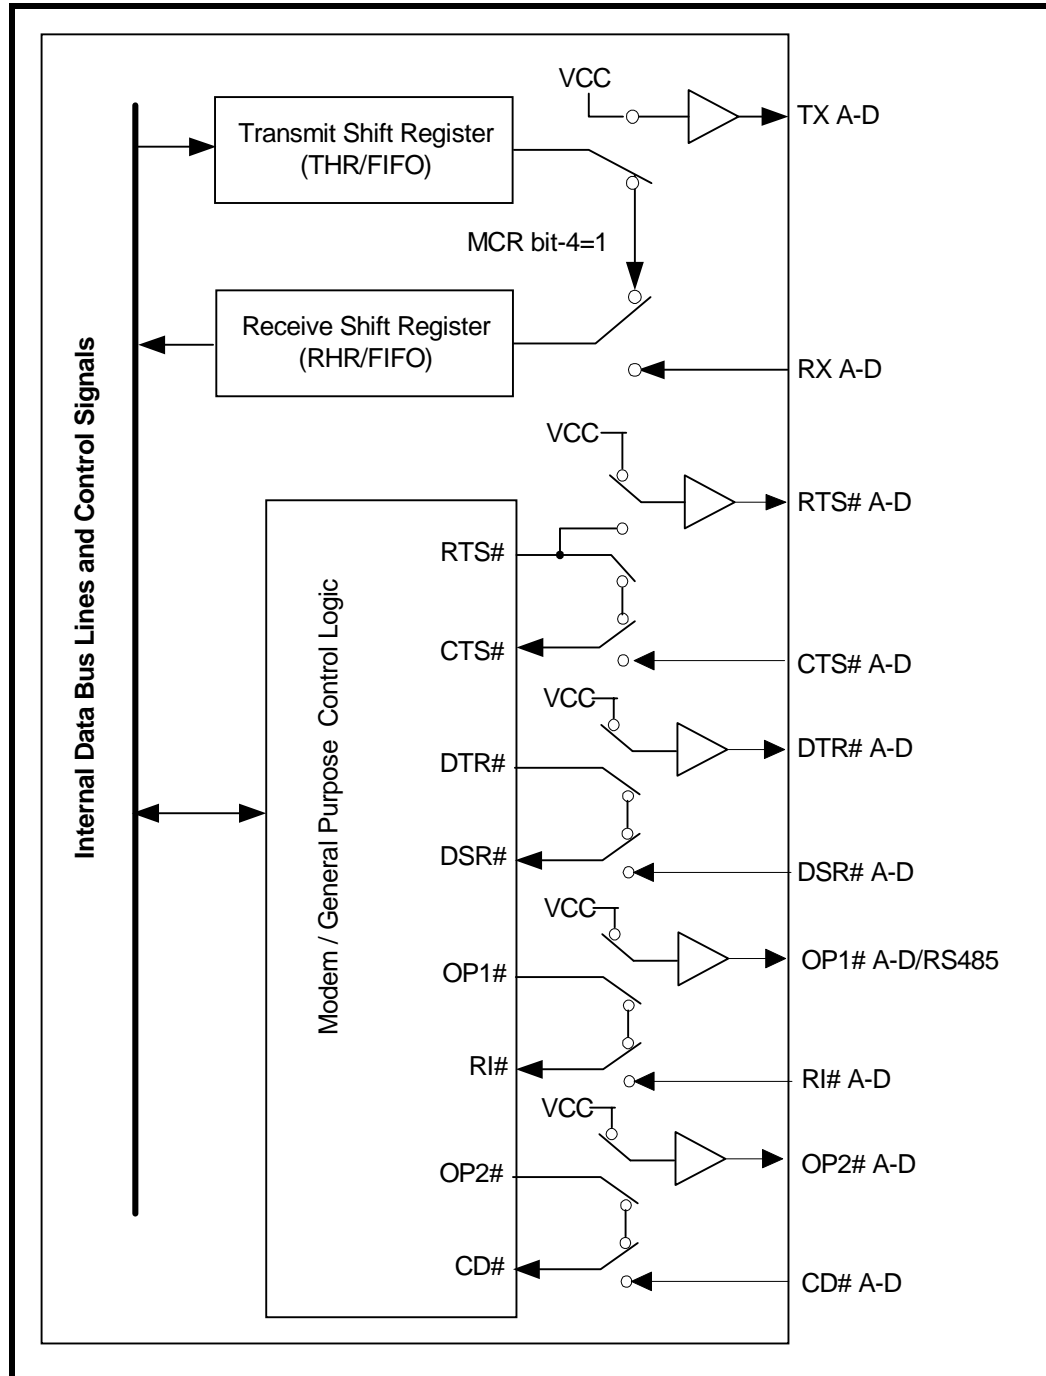 VCC
TX A-D
Transmit Shift Register
(THR/FIFO)
MCR bit-4=1
Receive Shift Register
(RHR/FIFO)
RX A-D
Internal Data Bus Lines and Control Signals
VCC
RTS# A-D
RTS#
Modem / General Purpose Control Logic
CTS#
CTS# A-D
VCC
DTR# A-D
DTR#
DSR#
DSR# A-D
VCC
OP1# A-D/RS485
OP1#
RI#
RI# A-D
VCC
OP2# A-D
OP2#
CD#
CD# A-D